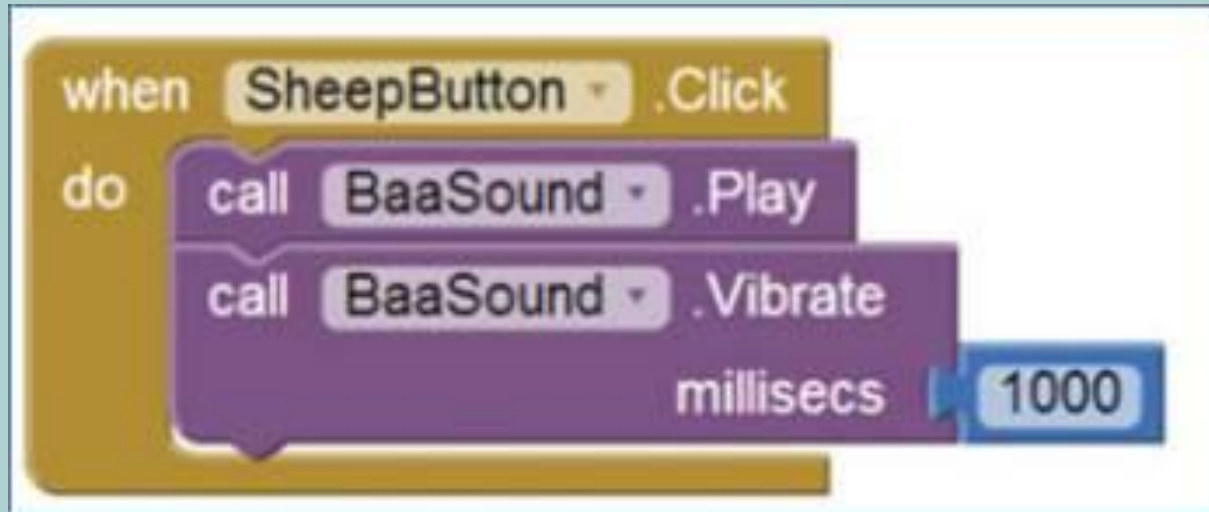 when SheepButton .Click
do call BaaSound .Play
call BaaSound .Vibrate
millisecs 1000